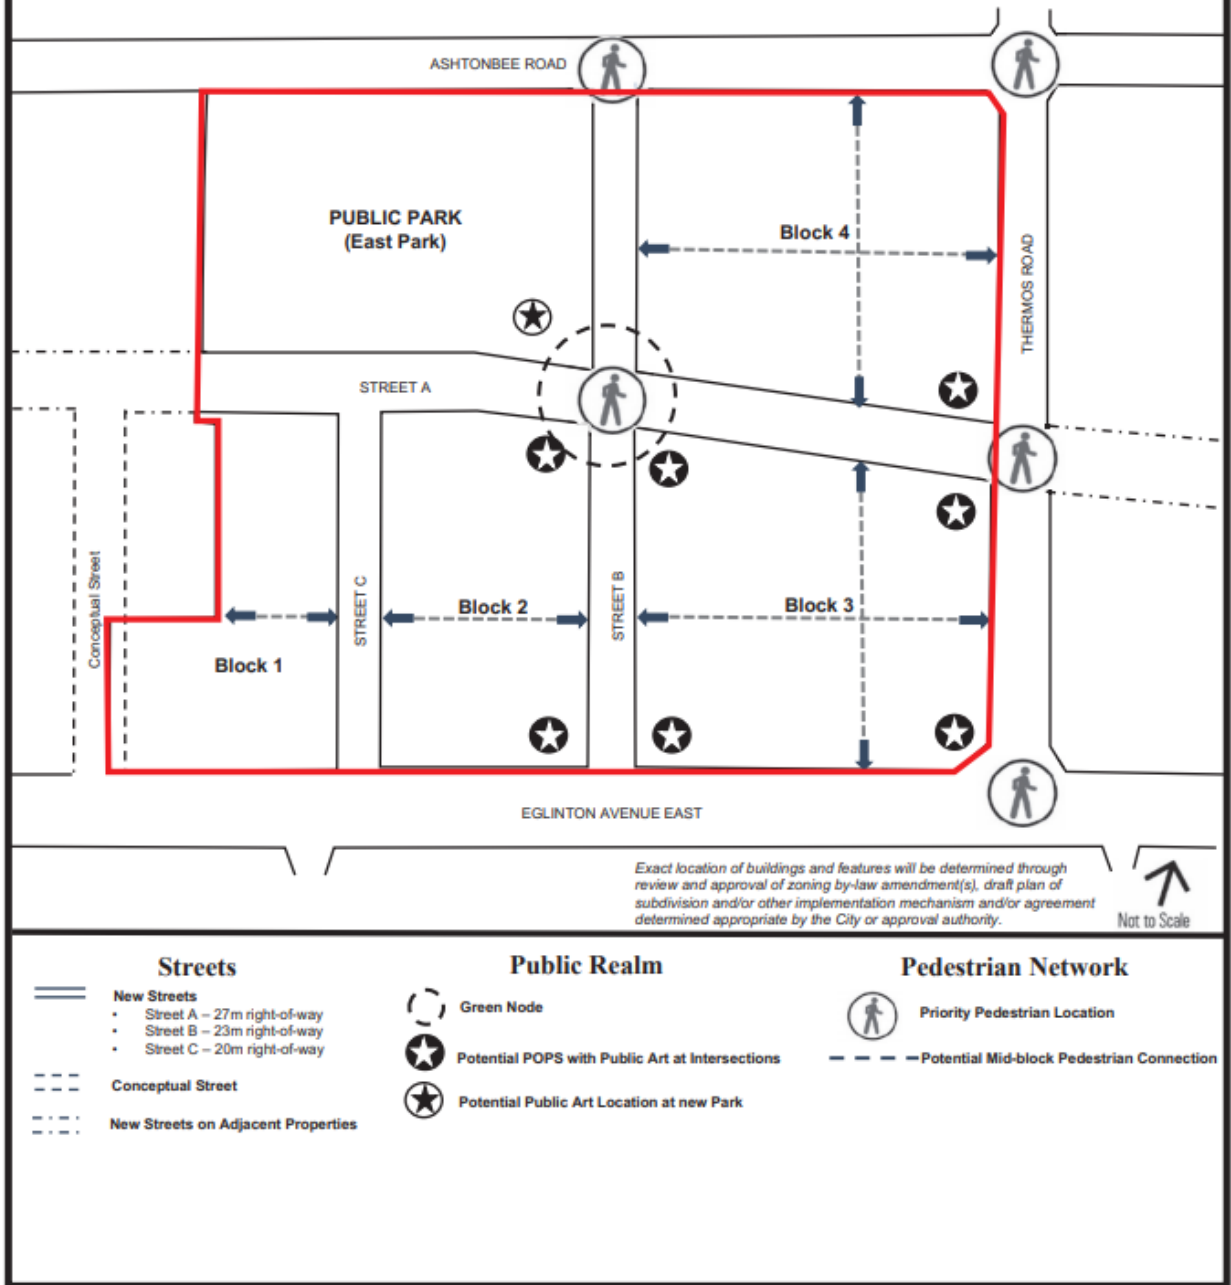 ASHTONBEE ROAD
PUBLIC PARK
(East Park)
Block 4
THERMOS ROAD
STREET A
Conceptual Street
STREET C
Block 2
STREET B
Block 3
Block 1
EGLINTON AVENUE EAST
Exact location of buildings and features will be determined through
review and approval of zoning by-law amendment(s), draft plan of
subdivision and/or other implementation mechanism and/or agreement
determined appropriate by the City or approval authority.
Not to Scale
Streets
New Streets
• Street A – 27m right-of-way
• Street B – 23m right-of-way
• Street C – 20m right-of-way
Conceptual Street
New Streets on Adjacent Properties
Public Realm
Green Node
Potential POPS with Public Art at Intersections
Potential Public Art Location at new Park
Pedestrian Network
Priority Pedestrian Location
Potential Mid-block Pedestrian Connection